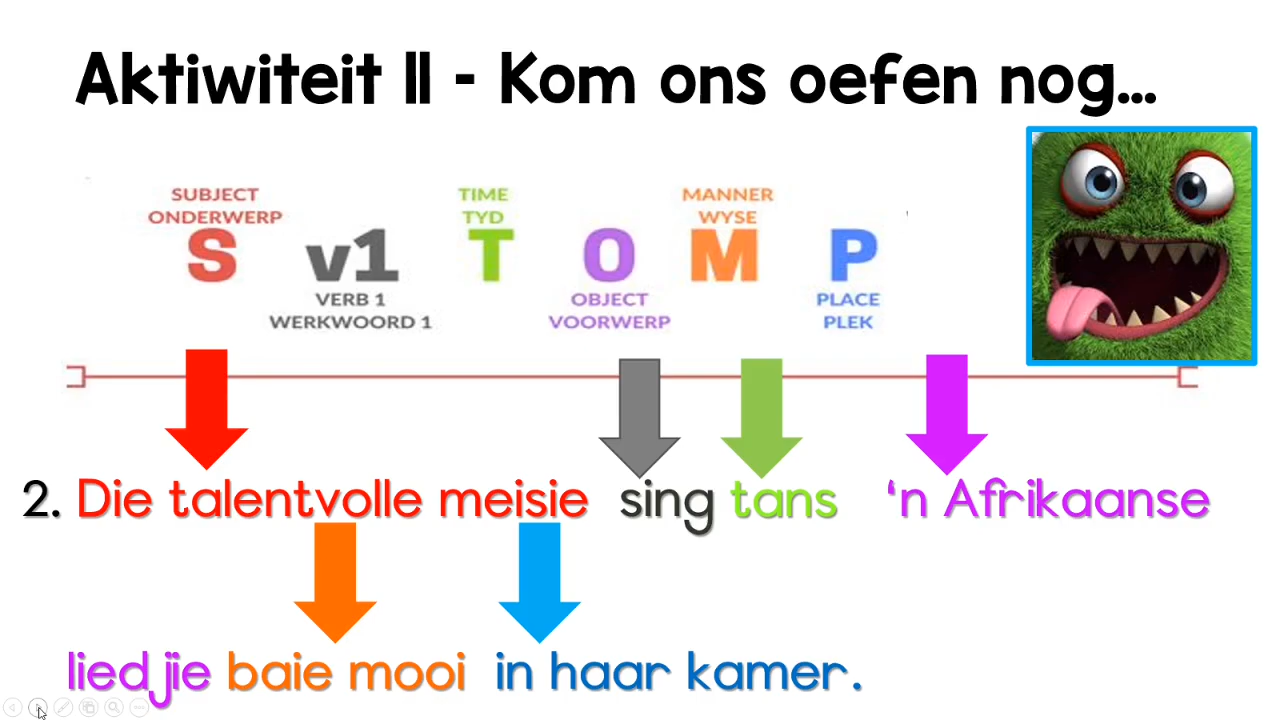 Aktiwiteit II - Kom ons oefen nog...
SUBJECT TIME MANNER
ONDERWERP TYD WYSE
S v1 T O M P
VERB 1 OBJECT PLACE
WERKWOORD 1 VOORWERP PLEK
2. Die talentvolle meisie sing tans ‘n Afrikaanse
liedjie baie mooi in haar kamer.